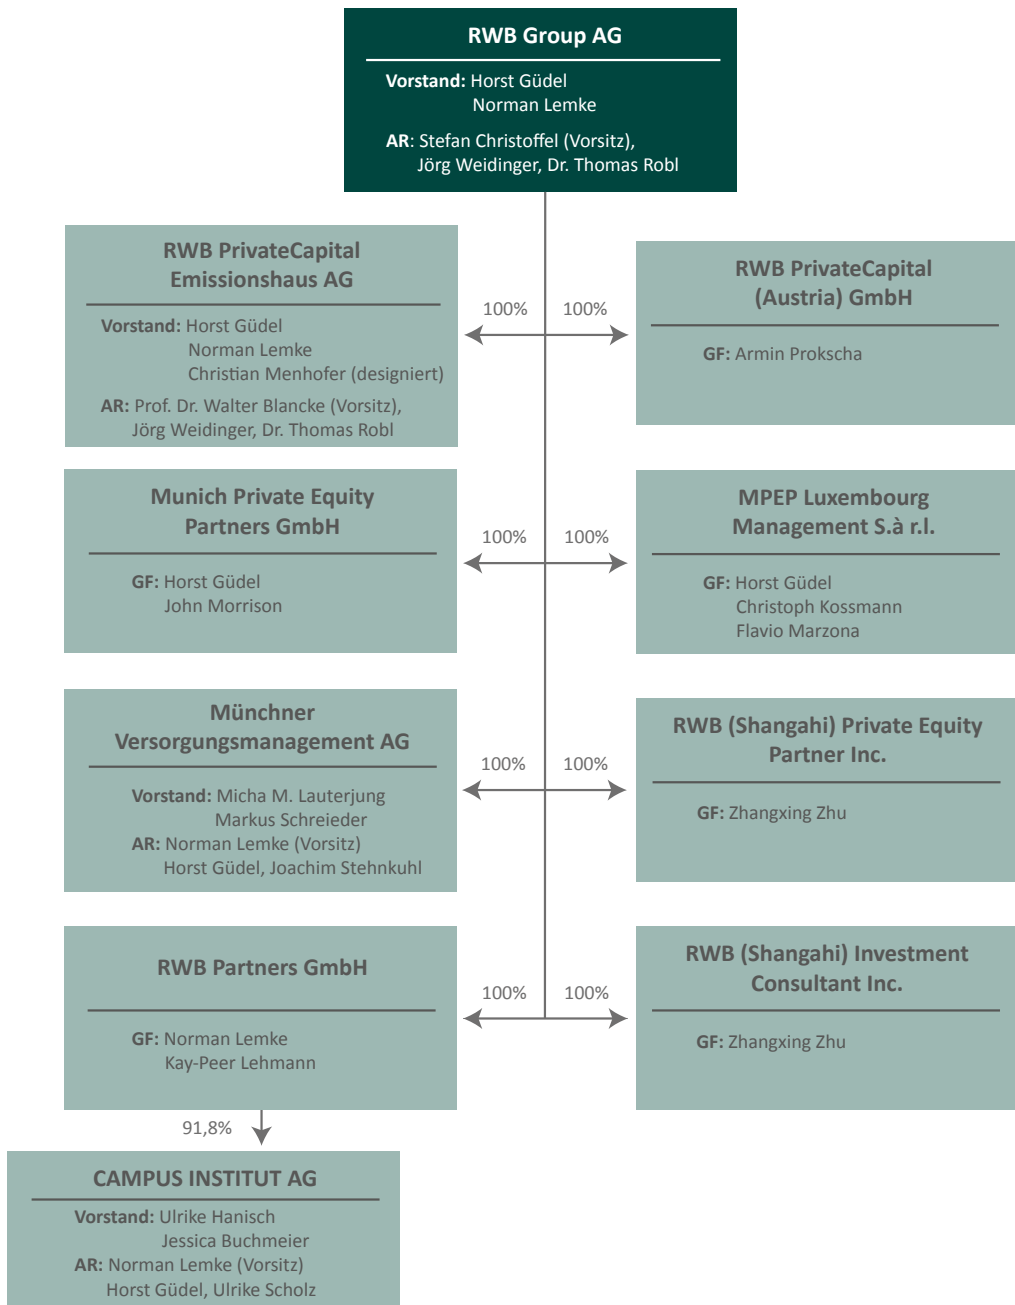 RWB Group AG
Vorstand: Horst Güdel
Norman Lemke
AR: Stefan Christoffel (Vorsitz),
Jörg Weidinger, Dr. Thomas Robl
RWB PrivateCapital
Emissionshaus AG
Vorstand: Horst Güdel
Norman Lemke
Christian Menhofer (designiert)
AR: Prof. Dr. Walter Blancke (Vorsitz),
Jörg Weidinger, Dr. Thomas Robl
100%
100%
RWB PrivateCapital
(Austria) GmbH
GF: Armin Prokscha
Munich Private Equity
Partners GmbH
GF: Horst Güdel
John Morrison
100%
100%
MPEP Luxembourg
Management S.à r.l.
GF: Horst Güdel
Christoph Kossmann
Flavio Marzona
Münchner
Versorgungsmanagement AG
Vorstand: Micha M. Lauterjung
Markus Schreieder
AR: Norman Lemke (Vorsitz)
Horst Güdel, Joachim Stehnkuhl
100%
100%
RWB (Shangahi) Private Equity
Partner Inc.
GF: Zhangxing Zhu
RWB Partners GmbH
GF: Norman Lemke
Kay-Peer Lehmann
100%
100%
RWB (Shangahi) Investment
Consultant Inc.
GF: Zhangxing Zhu
91,8%
CAMPUS INSTITUT AG
Vorstand: Ulrike Hanisch
Jessica Buchmeier
AR: Norman Lemke (Vorsitz)
Horst Güdel, Ulrike Scholz